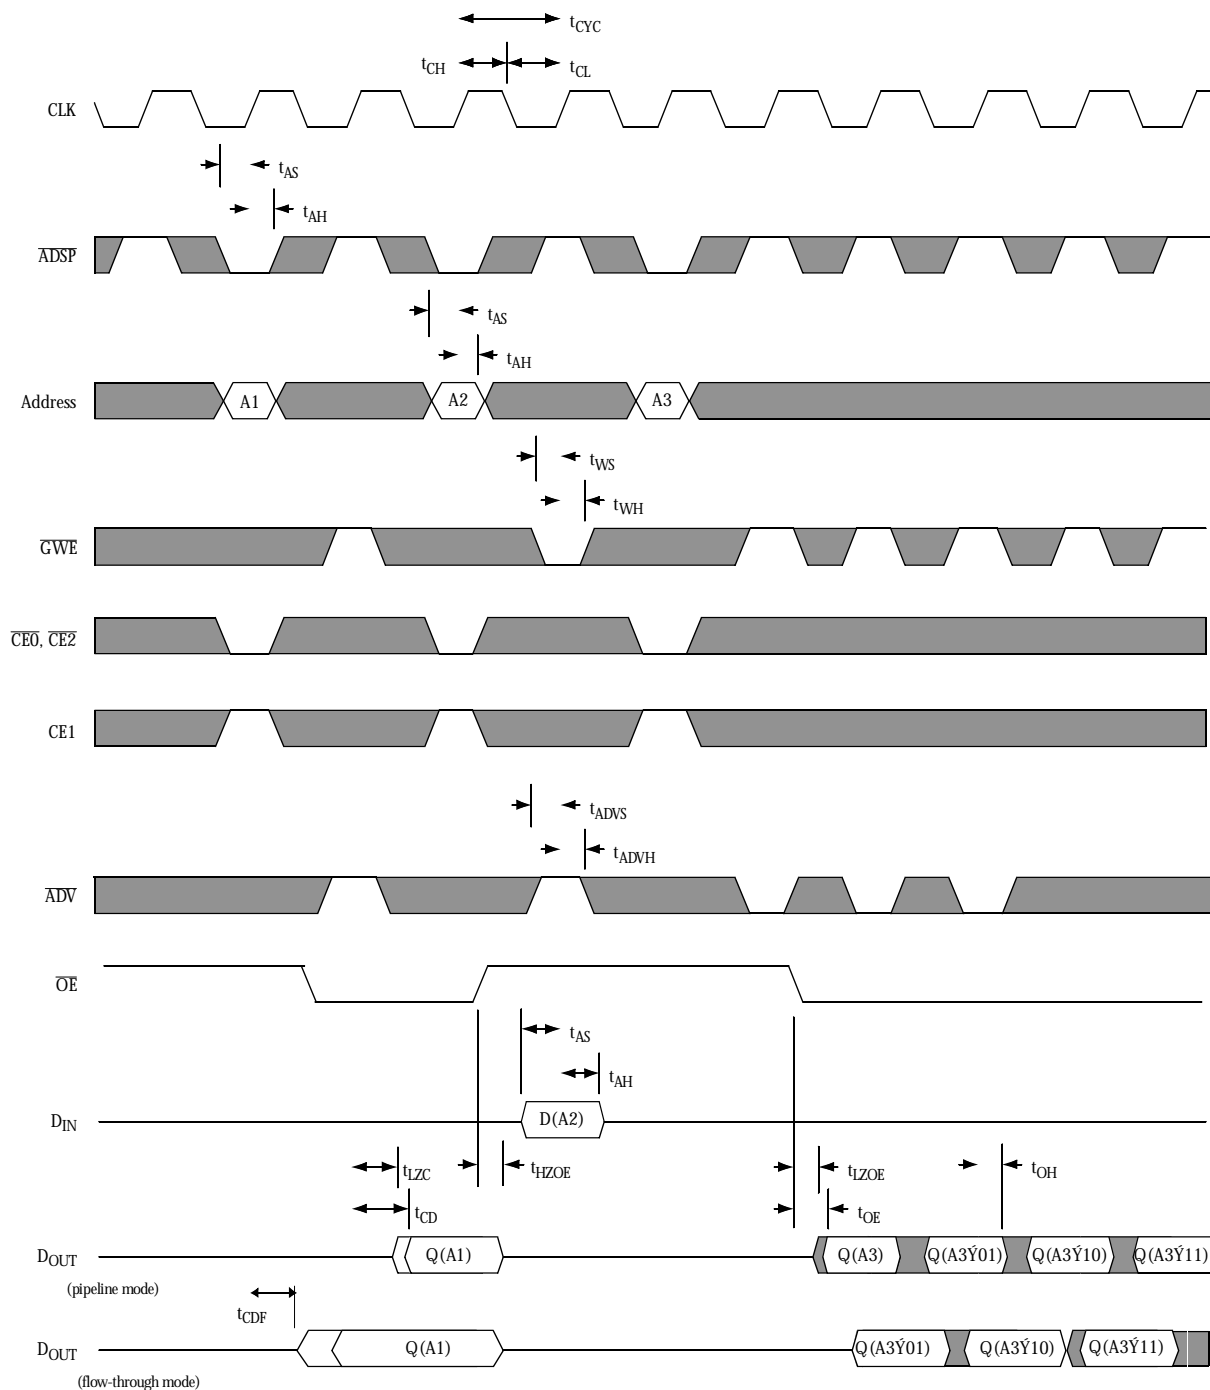 tCYC
tCH
tCL
CLK
tAS
tAH
ADSP
tAS
tAH
Address
A1
A2
A3
tWS
tWH
GWE
CE0, CE2
CE1
tADVS
tADVH
ADV
OE
tAS
tAH
DIN
D(A2)
tLZC
tHZOE
tLZOE
tOH
tCD
tOE
DOUT
Q(A1)
Q(A3)
Q(A3Ý01)
Q(A3Ý10)
Q(A3Ý11)
(pipeline mode)
tCDF
DOUT
Q(A1)
Q(A3Ý01)
Q(A3Ý10)
Q(A3Ý11)
(flow-through mode)